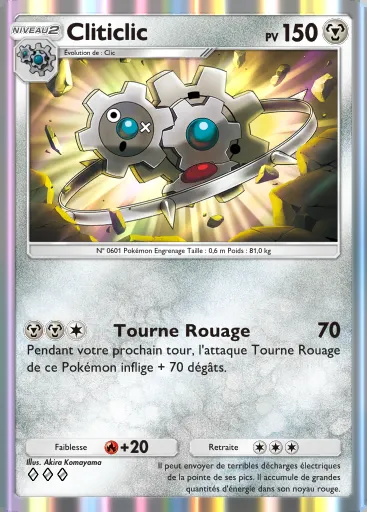 NIVEAU 2
Cliticlic
PV 150
Évolution de : Clic
N° 0601 Pokémon Engrenage Taille : 0,6 m Poids : 81,0 kg
Tourne Rouage 70
Pendant votre prochain tour, l'attaque Tourne Rouage
de ce Pokémon inflige + 70 dégâts.
Faiblesse +20
Retraite
Illus. Akira Komayama
Il peut envoyer de terribles décharges électriques
de la pointe de ses pics. Il accumule de grandes
quantités d'énergie dans son noyau rouge.